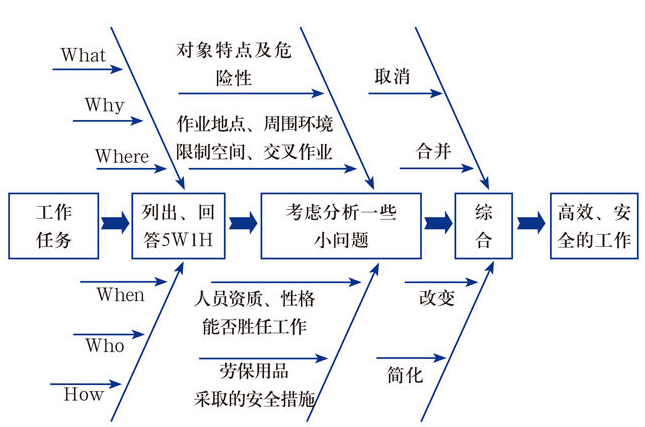 What
Why
Where
对象特点及危
险性
作业地点、周围环境
限制空间、交叉作业
取消
合并
工作
任务
列出、回
答5W1H
考虑分析一些
小问题
综
合
高效、安
全的工作
When
Who
How
人员资质、性格
能否胜任工作
劳保用品
采取的安全措施
改变
简化